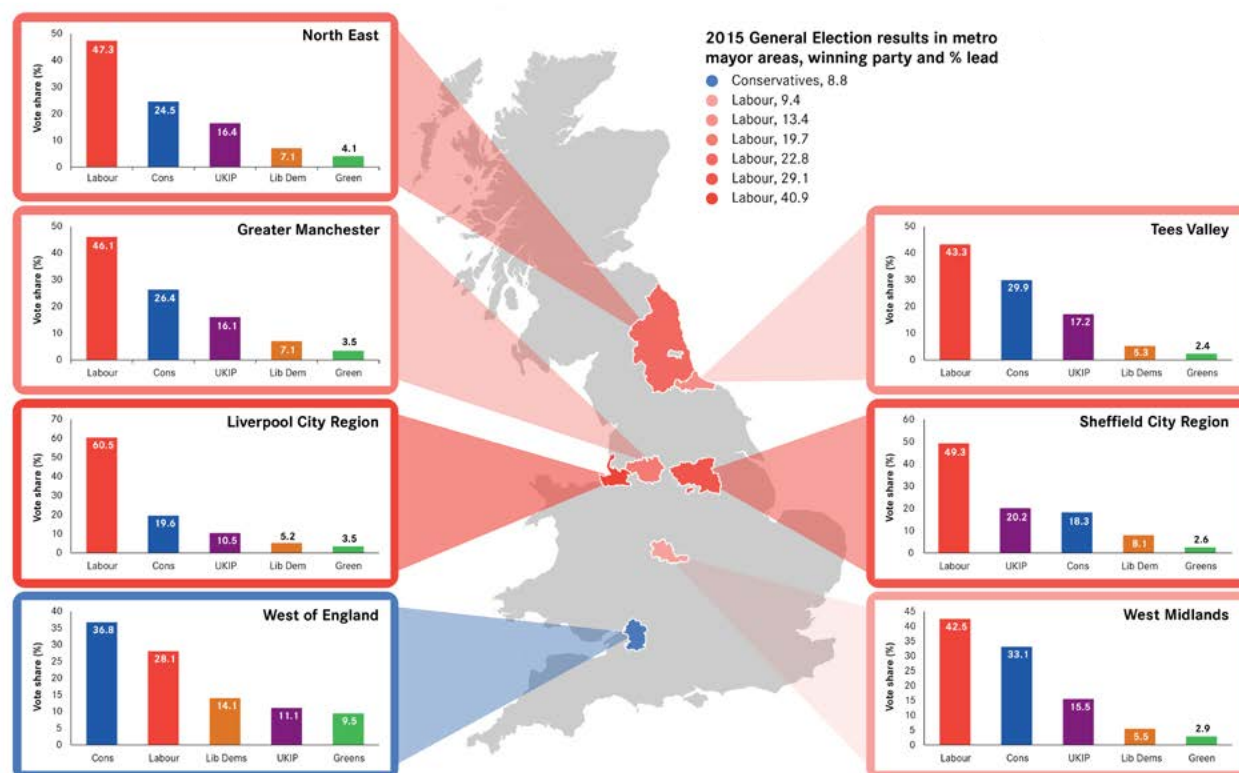 2015 General Election results in metro
mayor areas, winning party and % lead
Conservatives, 8.8
Labour, 9.4
Labour, 13.4
Labour, 19.7
Labour, 22.8
Labour, 29.1
Labour, 40.9
North East
Vote share (%)
50
40
30
20
10
0
47.3
24.5
16.4
7.1
4.1
Labour Cons UKIP Lib Dem Green
Greater Manchester
Vote share (%)
50
40
30
20
10
0
46.1
26.4
16.1
7.1
3.5
Labour Cons UKIP Lib Dem Green
Liverpool City Region
Vote share (%)
70
60
50
40
30
20
10
0
60.5
19.6
10.5
5.2
3.5
Labour Cons UKIP Lib Dem Green
West of England
Vote share (%)
40
35
30
25
20
15
10
5
0
36.8
28.1
14.1
11.1
9.5
Cons Labour Lib Dems UKIP Greens
Tees Valley
Vote share (%)
50
40
30
20
10
0
43.3
29.9
17.2
5.3
2.4
Labour Cons UKIP Lib Dems Greens
Sheffield City Region
Vote share (%)
60
50
40
30
20
10
0
49.3
20.2
18.3
8.1
2.6
Labour UKIP Cons Lib Dems Greens
West Midlands
Vote share (%)
45
40
35
30
25
20
15
10
5
0
42.5
33.1
15.5
5.5
2.9
Labour Cons UKIP Lib Dems Green